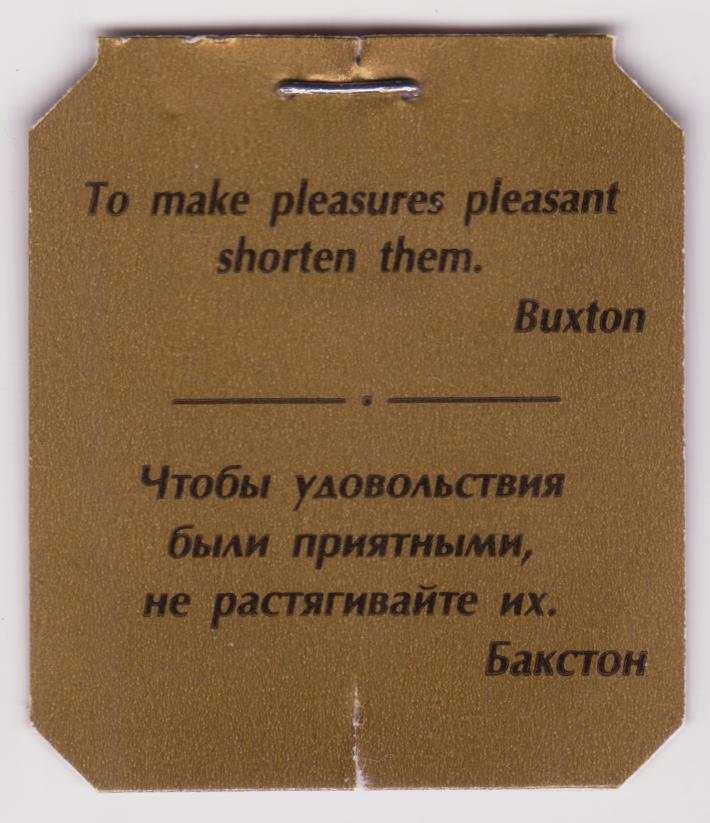 To make pleasures pleasant
shorten them.
Buxton
Чтобы удовольствия
были приятными,
не растягивайте их.
Бакстон